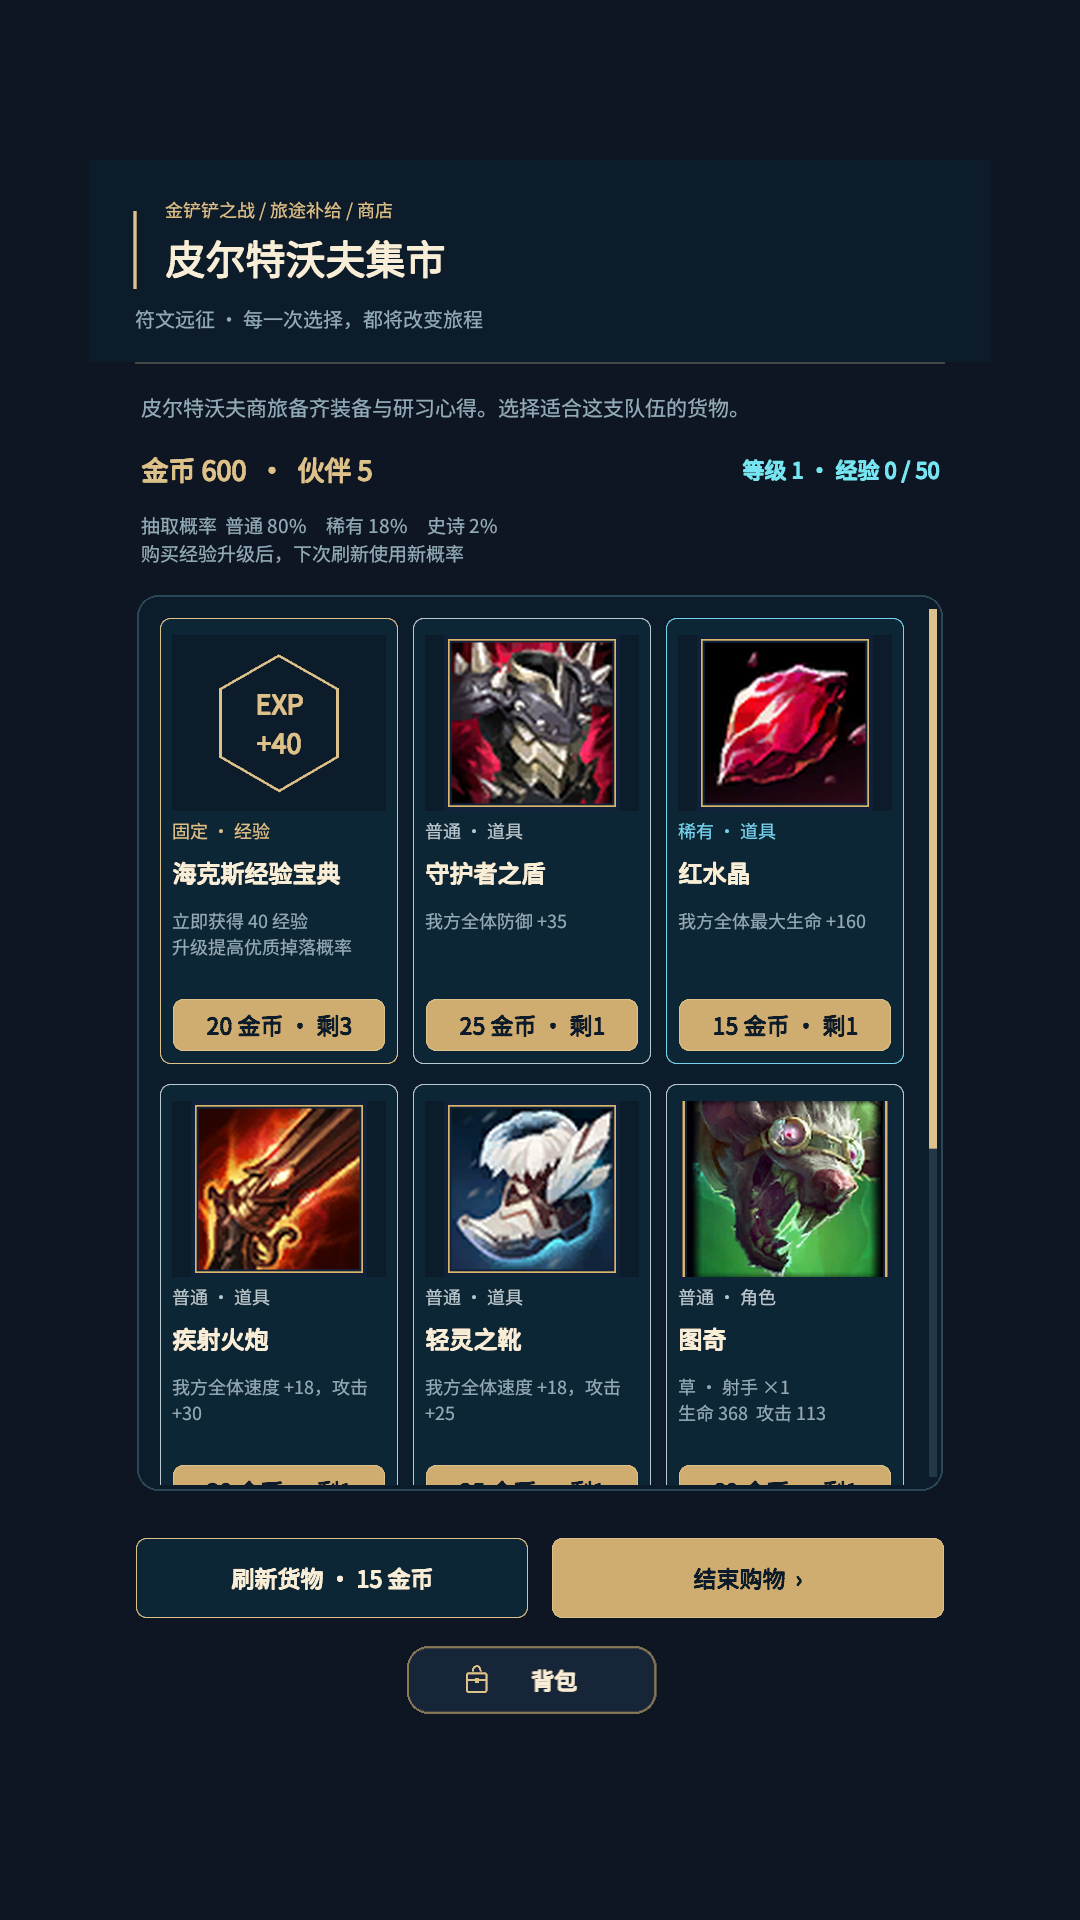 金铲铲之战 / 旅途补给 / 商店
皮尔特沃夫集市
符文远征 · 每一次选择，都将改变旅程
皮尔特沃夫商旅备齐装备与研习心得。选择适合这支队伍的货物。
金币 600 · 伙伴 5
等级 1 · 经验 0 / 50
抽取概率 普通 80% 稀有 18% 史诗 2%
购买经验升级后，下次刷新使用新概率
EXP
+40
固定 · 经验
海克斯经验宝典
立即获得 40 经验
升级提高优质掉落概率
20 金币 · 剩3
普通 · 道具
守护者之盾
我方全体防御 +35
25 金币 · 剩1
稀有 · 道具
红水晶
我方全体最大生命 +160
15 金币 · 剩1
普通 · 道具
疾射火炮
我方全体速度 +18，攻击
+30
普通 · 道具
轻灵之靴
我方全体速度 +18，攻击
+25
普通 · 角色
图奇
草 · 射手 ×1
生命 368 攻击 113
刷新货物 · 15 金币
结束购物 ›
背包